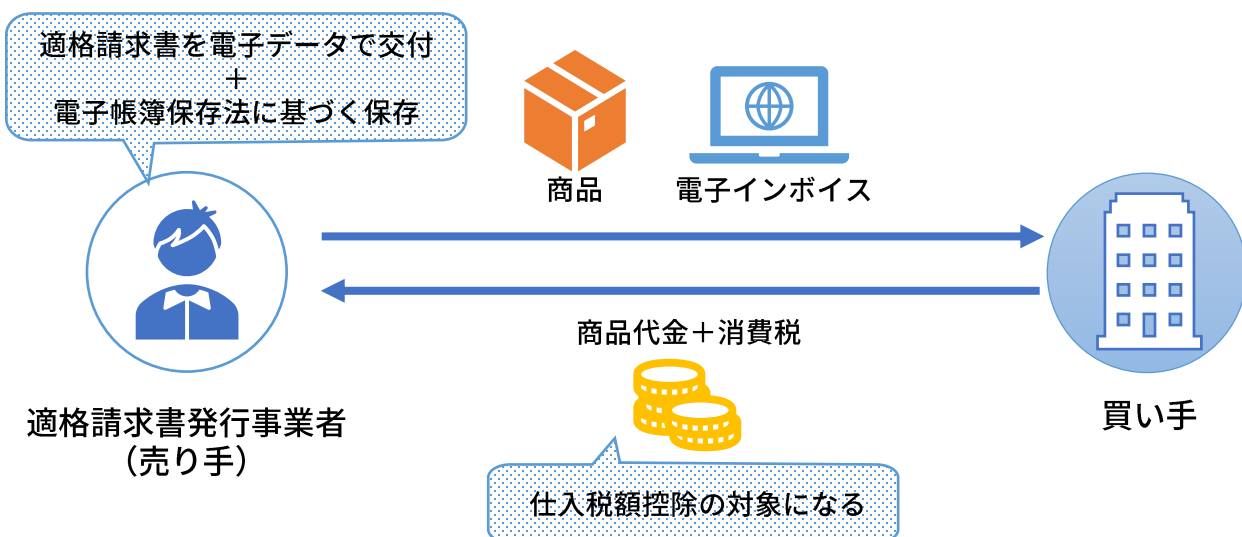 適格請求書を電子データで交付
＋
電子帳簿保存法に基づく保存
商品
電子インボイス
商品代金＋消費税
適格請求書発行事業者
（売り手）
買い手
仕入税額控除の対象になる